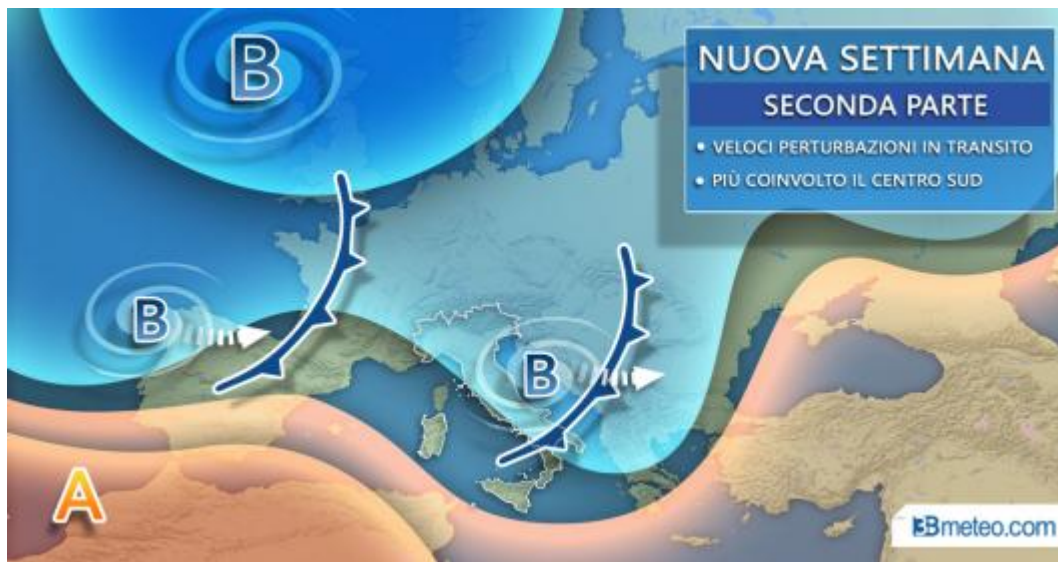 B
NUOVA SETTIMANA
SECONDA PARTE
• VELOCI PERTURBAZIONI IN TRANSITO
• PIÙ COINVOLTO IL CENTRO SUD
B
B
A
3Bmeteo.com